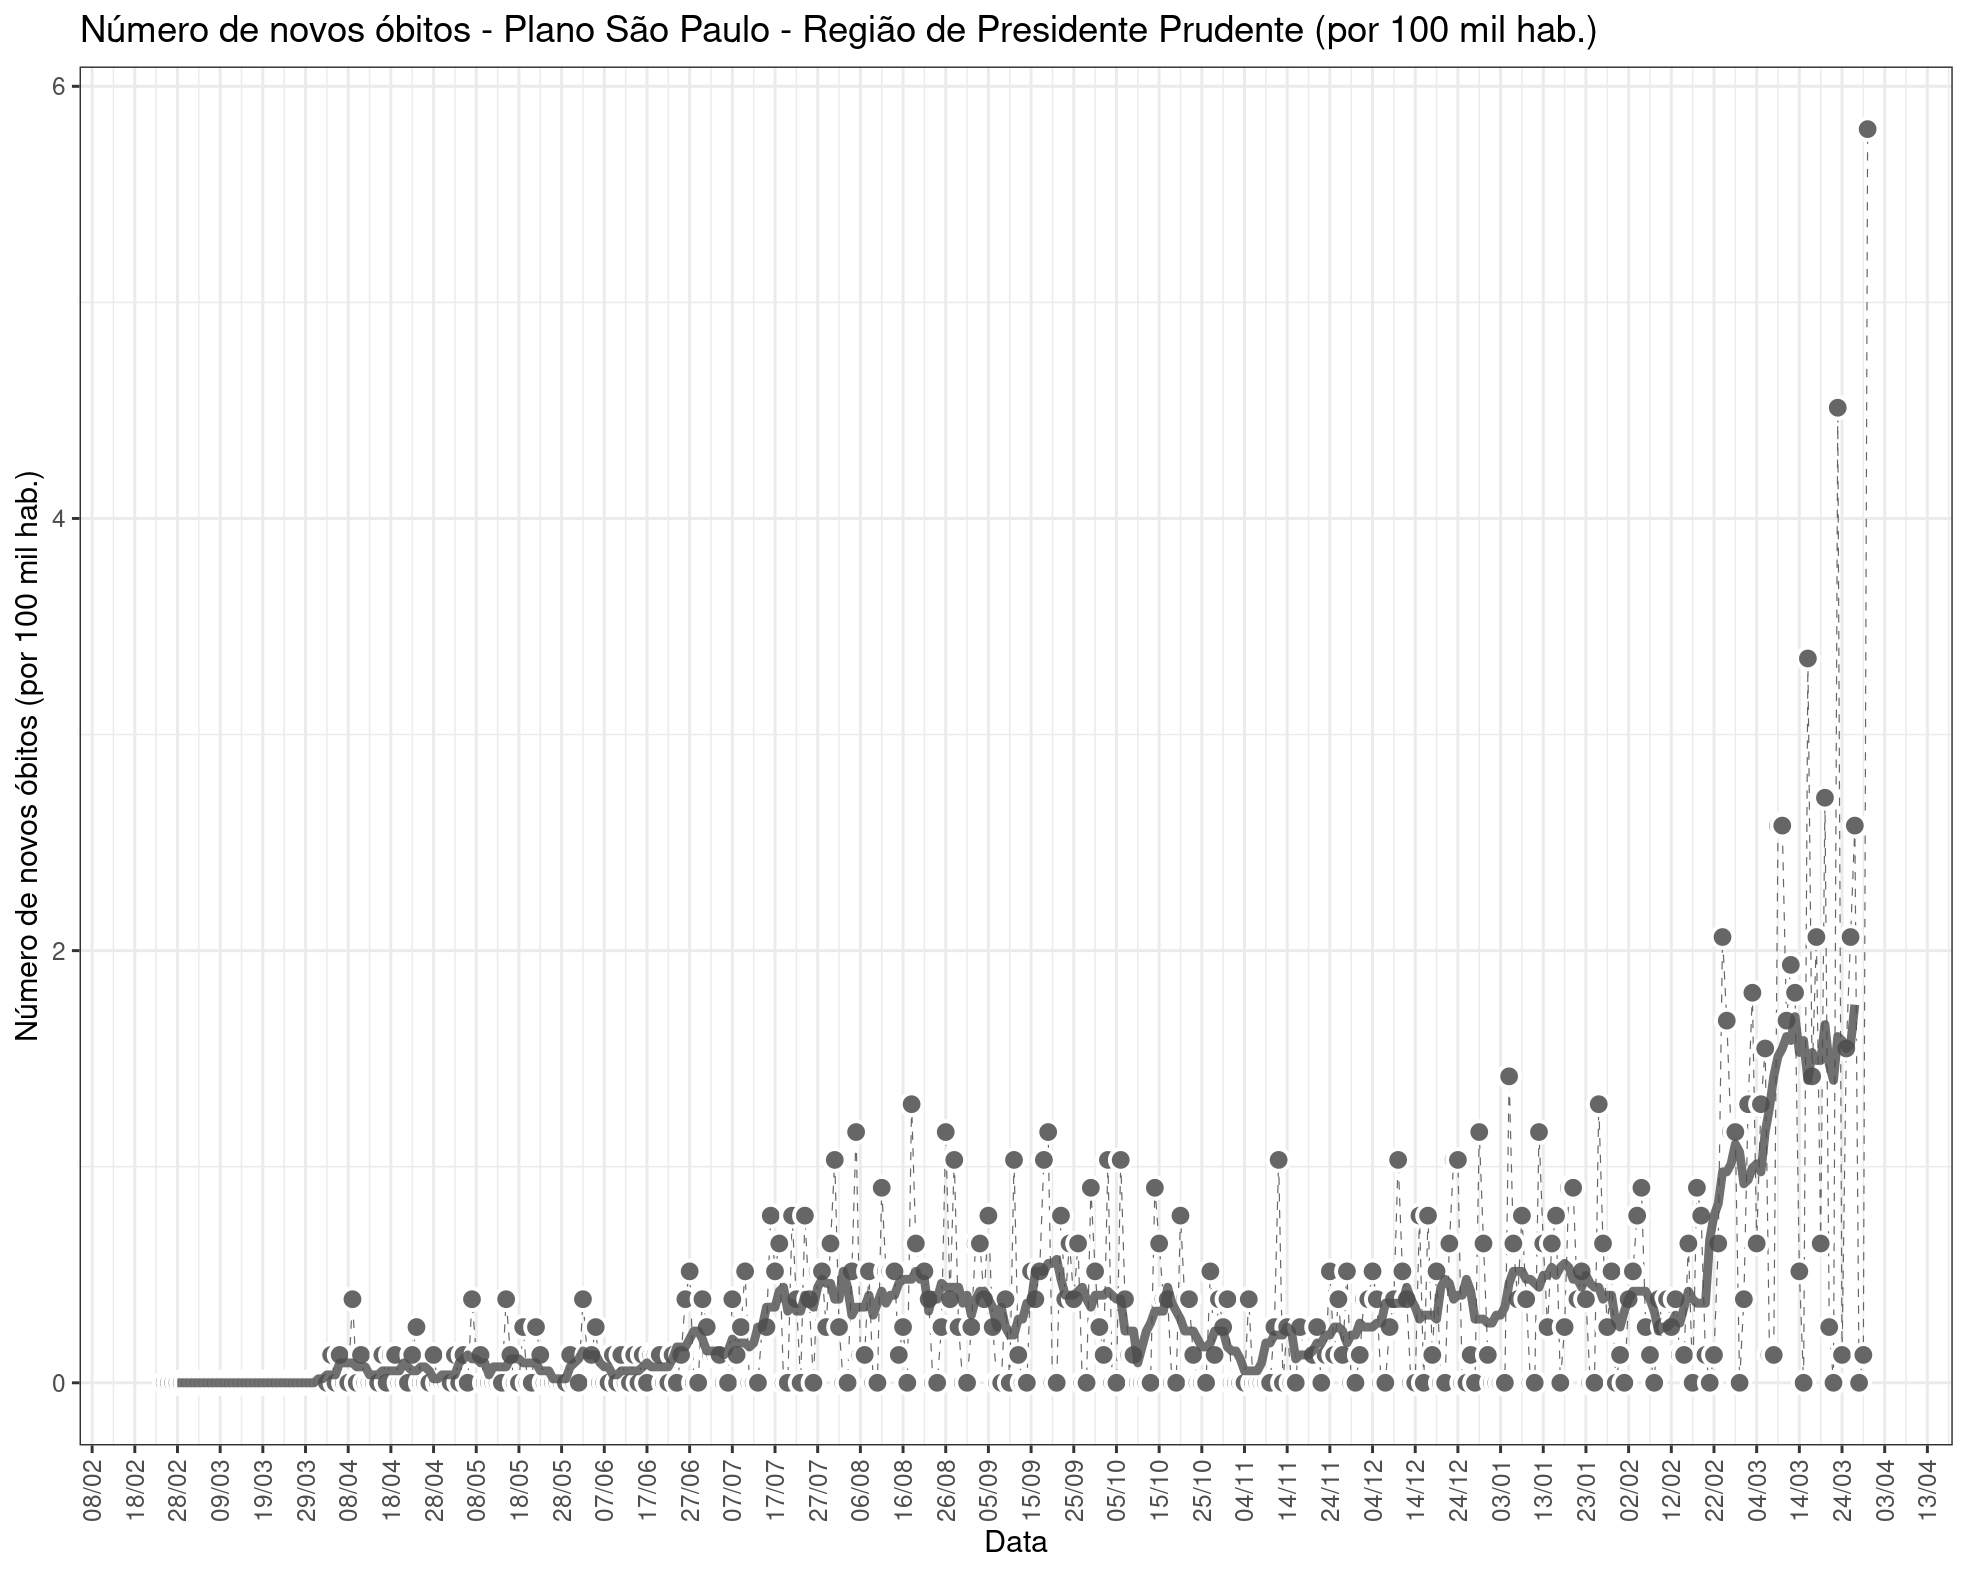 Número de novos óbitos - Plano São Paulo - Região de Presidente Prudente (por 100 mil hab.)
Número de novos óbitos (por 100 mil hab.)
6
4
2
0
08/02 18/02 28/02 09/03 19/03 29/03 08/04 18/04 28/04 08/05 18/05 28/05 07/06 17/06 27/06 07/07 17/07 27/07 06/08 16/08 26/08 05/09 15/09 25/09 05/10 15/10 25/10 04/11 14/11 24/11 04/12 14/12 24/12 03/01 13/01 23/01 02/02 12/02 22/02 04/03 14/03 24/03 03/04 13/04
Data